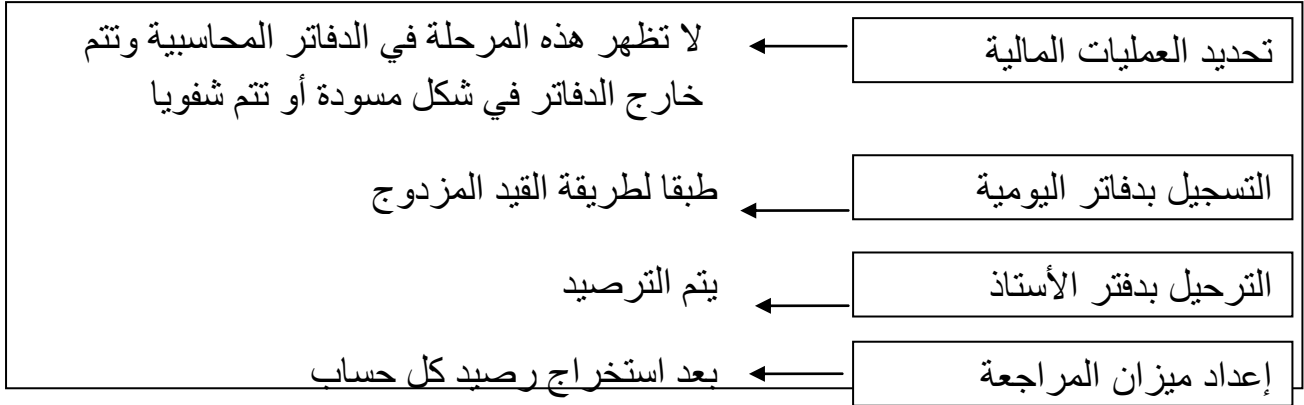 تحديد العمليات المالية
لا تظهر هذه المرحلة في الدفاتر المحاسبية وتتم
خارج الدفاتر في شكل مسودة أو تتم شفويا
التسجيل بدفاتر اليومية
طبقا لطريقة القيد المزدوج
الترحيل بدفتر الأستاذ
يتم الترصيد
إعداد ميزان المراجعة
بعد استخراج رصيد كل حساب